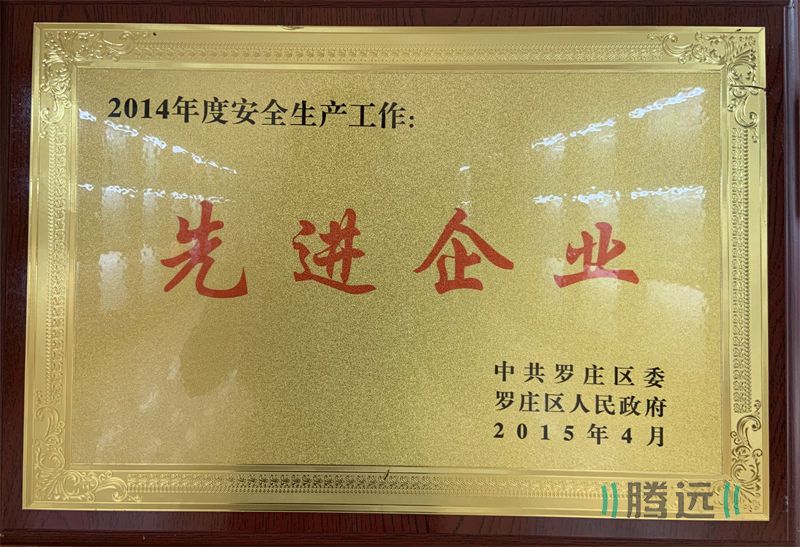 2014年度安全生产工作：
先进企业
中共罗庄区委
罗庄区人民政府
2015年4月
腾远